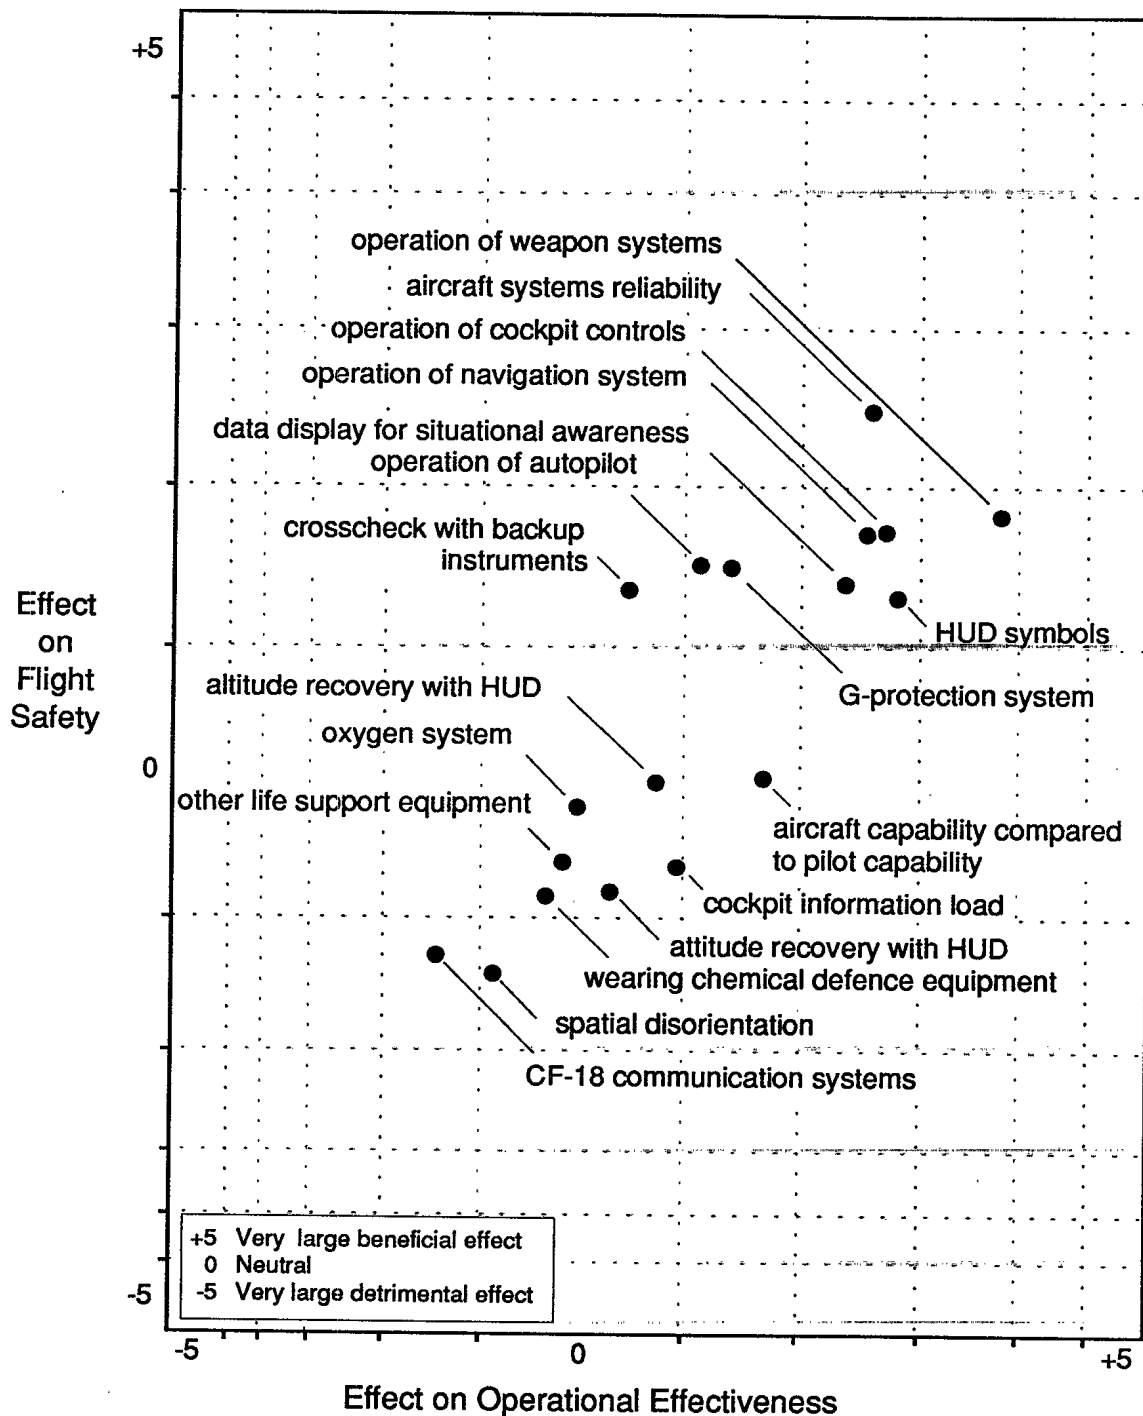 +5
operation of weapon systems
aircraft systems reliability
operation of cockpit controls
operation of navigation system
data display for situational awareness
operation of autopilot
crosscheck with backup
instruments
Effect
on
Flight
Safety
HUD symbols
G-protection system
altitude recovery with HUD
oxygen system
0
other life support equipment
aircraft capability compared
to pilot capability
cockpit information load
attitude recovery with HUD
wearing chemical defence equipment
spatial disorientation
CF-18 communication systems
+5 Very large beneficial effect
0 Neutral
-5 Very large detrimental effect
-5
-5 0 +5
Effect on Operational Effectiveness